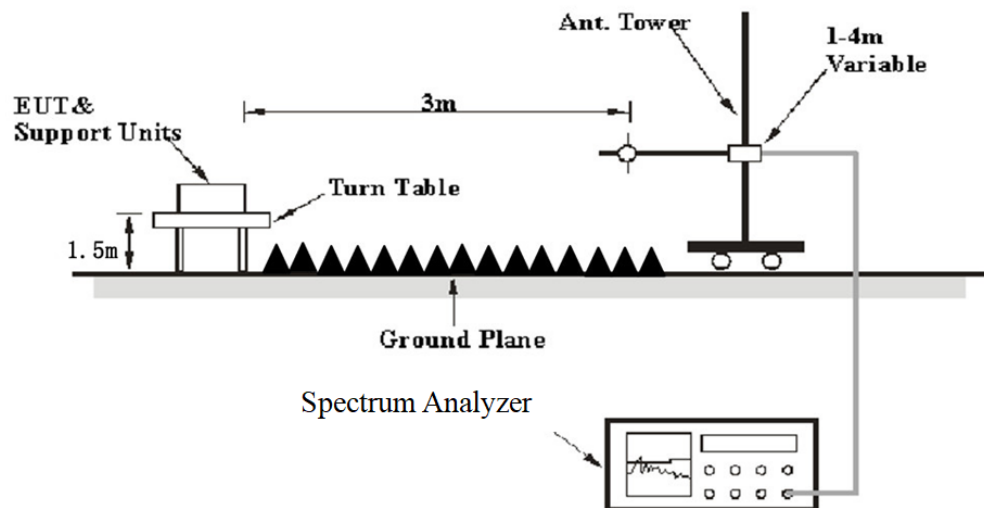 Ant. Tower
1-4m
Variable
3m
EUT&
Support Units
Turn Table
1.5m
Ground Plane
Spectrum Analyzer